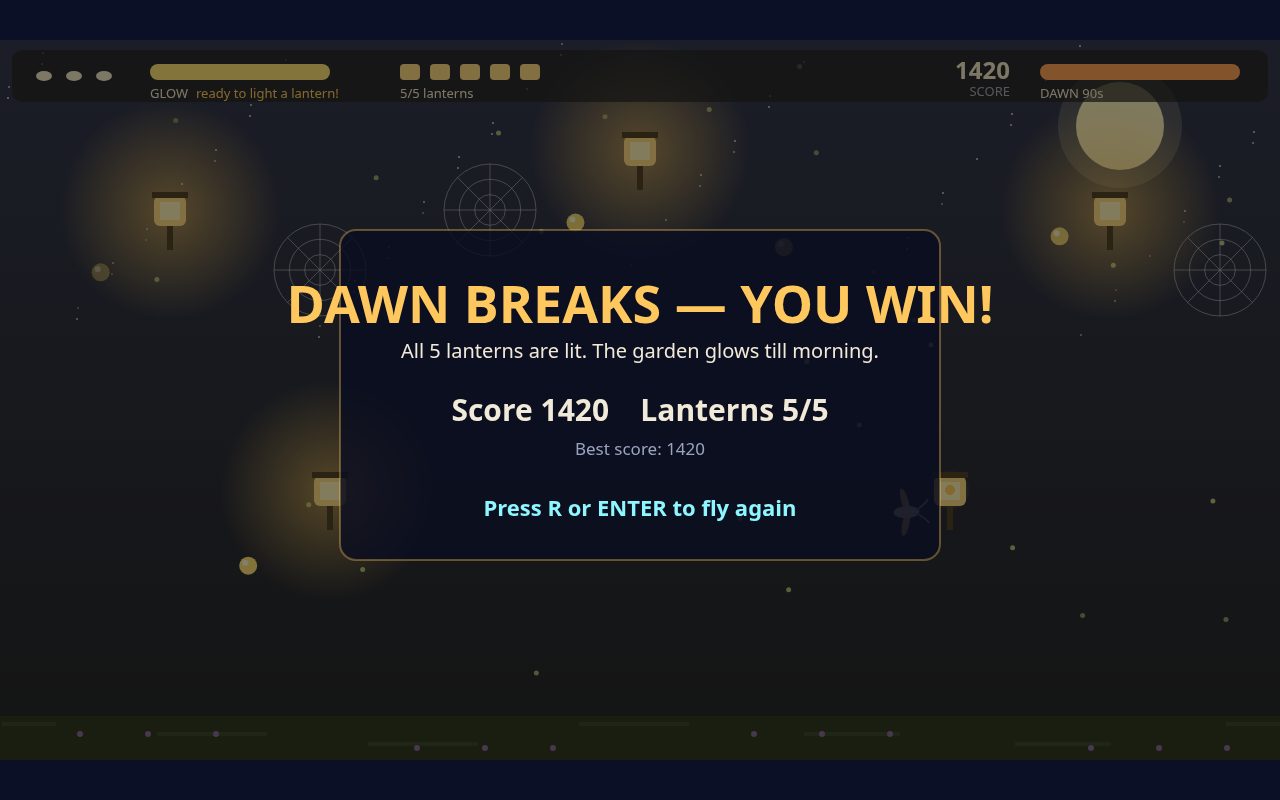 GLOW ready to light a lantern!
5/5 lanterns
1420
SCORE
DAWN 90s
DAWN BREAKS — YOU WIN!
All 5 lanterns are lit. The garden glows till morning.
Score 1420 Lanterns 5/5
Best score: 1420
Press R or ENTER to fly again